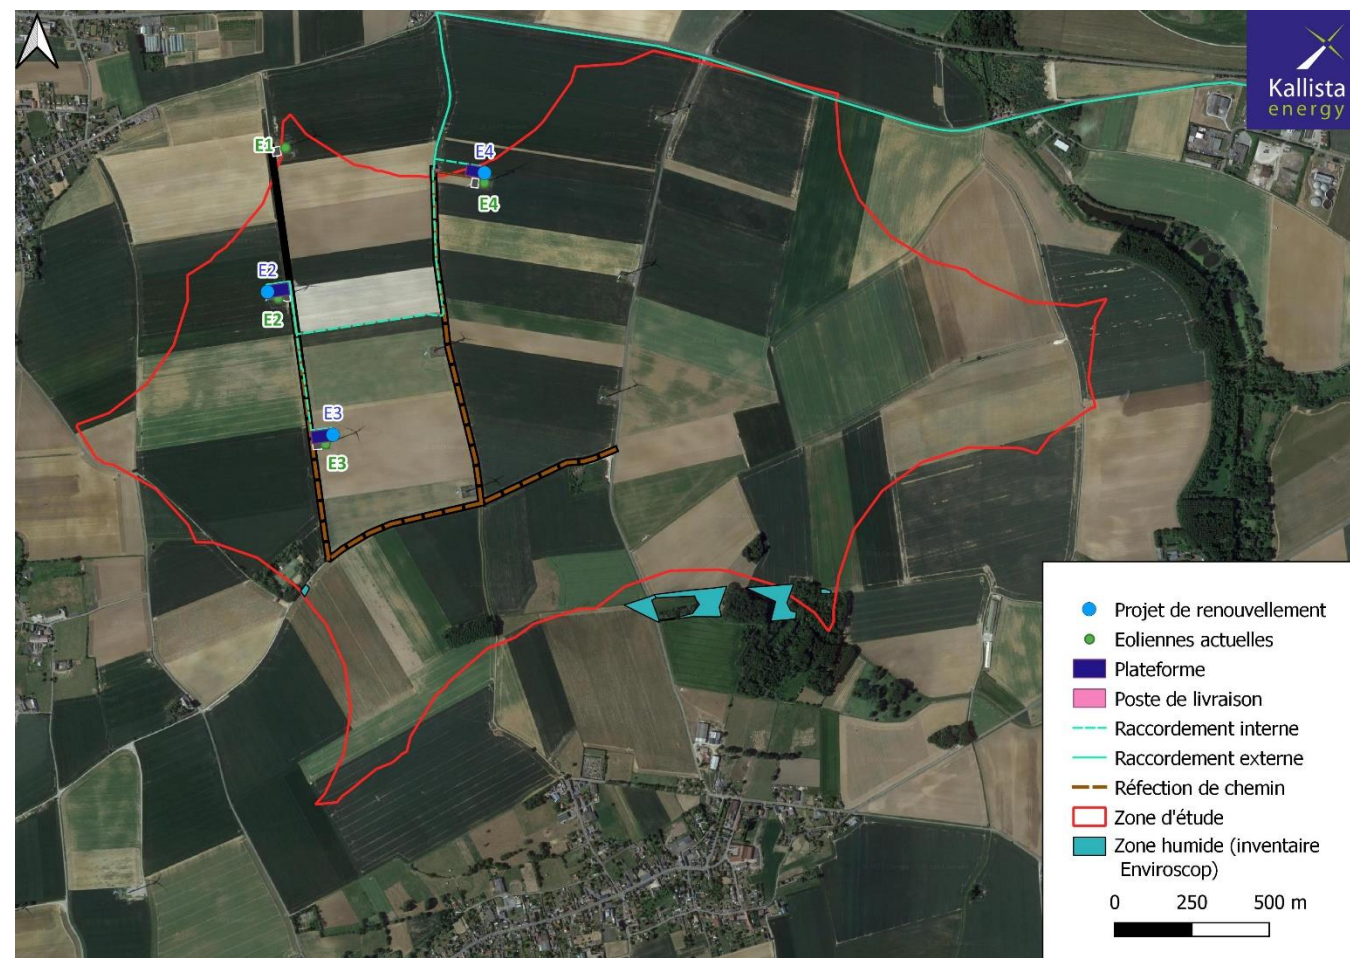 Kallista
energy
E1
E4
E4
E2
E2
E3
E3
Projet de renouvellement
Eoliennes actuelles
Plateforme
Poste de livraison
Raccordement interne
Raccordement externe
Réfection de chemin
Zone d'étude
Zone humide (inventaire
Enviroscop)
0 250 500 m